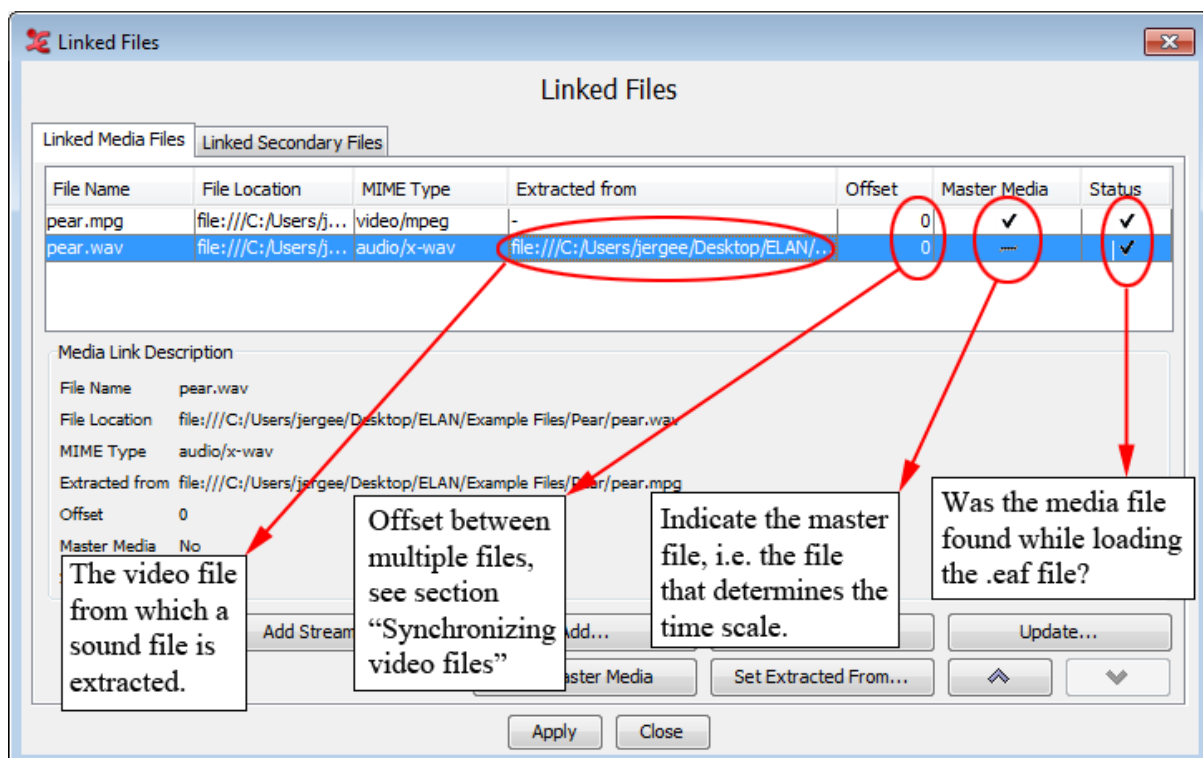 Linked Files
Linked Files
Linked Media Files Linked Secondary Files
File Name File Location MIME Type Extracted from Offset Master Media Status
pear.mpg file:///C:/Users/j... video/mpeg - 0
pear.wav file:///C:/Users/j... audio/x-wav file:///C:/Users/jergee/Desktop/ELAN/... 0
Media Link Description
File Name pear.wav
File Location file:///C:/Users/jergee/Desktop/ELAN/Example Files/Pear/pear.wav
MIME Type audio/x-wav
Extracted from file:///C:/Users/jergee/Desktop/ELAN/Example Files/Pear/pear.mpg
Offset 0
Master Media No
The video file
from which a
sound file is
extracted.
Offset between
multiple files,
see section
“Synchronizing
video files”
Indicate the master
file, i.e. the file
that determines the
time scale.
Was the media file
found while loading
the .eaf file?
Add Stream Update...
Master Media Set Extracted From...
Apply Close